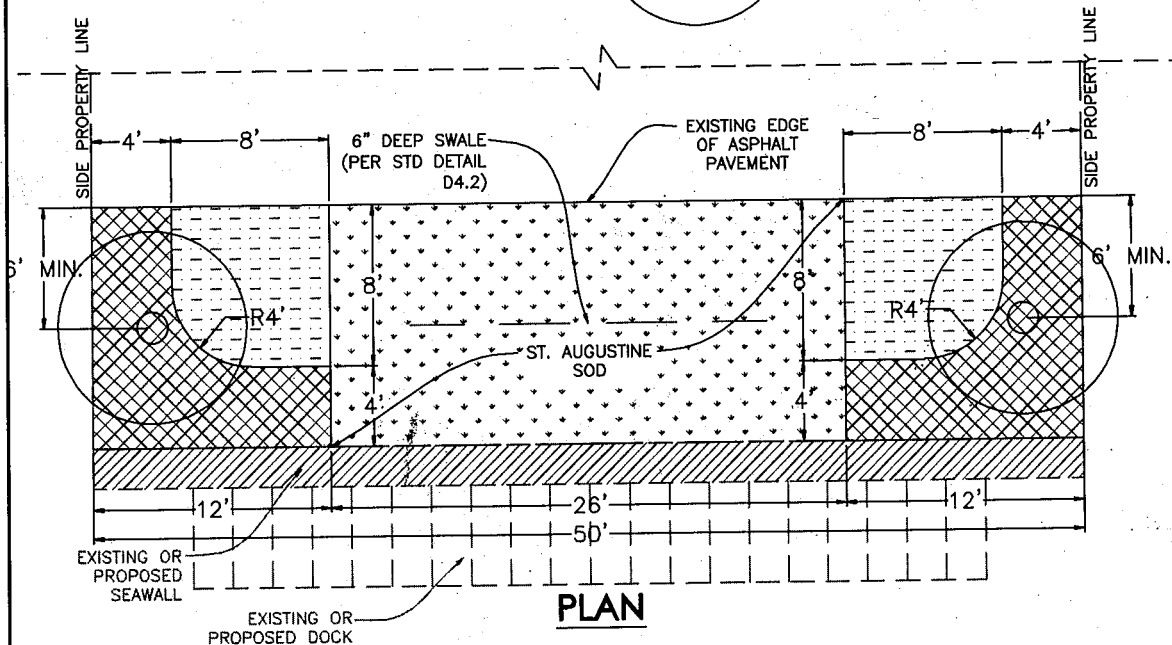 SIDE PROPERTY LINE
SIDE PROPERTY LINE
4'
8'
6" DEEP SWALE
(PER STD DETAIL
D4.2)
EXISTING EDGE
OF ASPHALT
PAVEMENT
8'
4'
6' MIN.
6' MIN.
8'
8'
R4'
R4'
ST. AUGUSTINE
SOD
4'
4'
12'
26'
12'
50'
EXISTING OR
PROPOSED
SEAWALL
EXISTING OR
PROPOSED DOCK
PLAN